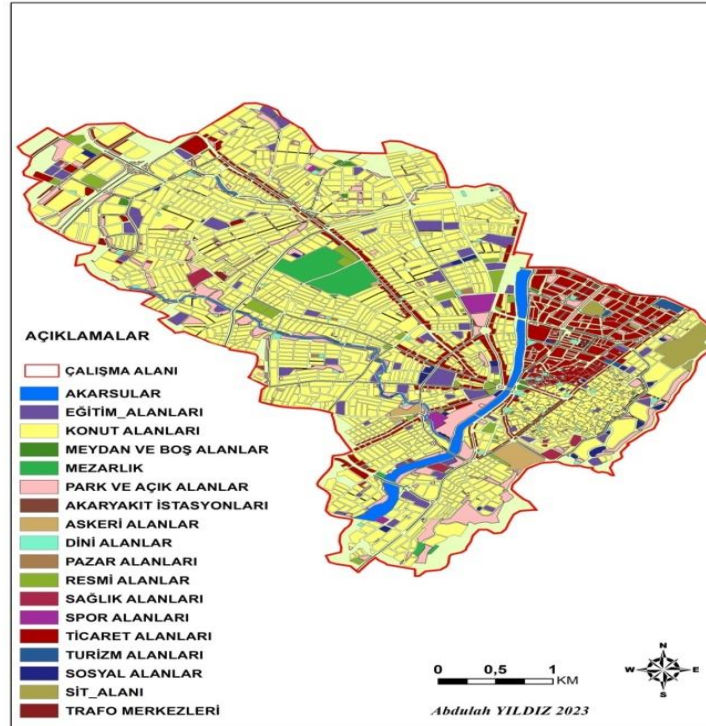 AÇIKLAMALAR
ÇALIŞMA ALANI
AKARSULAR
EĞİTİM_ALANLARI
KONUT ALANLARI
MEYDAN VE BOŞ ALANLAR
MEZARLIK
PARK VE AÇIK ALANLAR
AKARYAKIT İSTASYONLARI
ASKERİ ALANLAR
DİNİ ALANLAR
PAZAR ALANLARI
RESMİ ALANLAR
SAĞLIK ALANLARI
SPOR ALANLARI
TİCARET ALANLARI
TURİZM ALANLARI
SOSYAL ALANLAR
SİT_ALANI
TRAFO MERKEZLERİ
0 0,5 1
KM
N
W E
S
Abdulah YILDIZ 2023